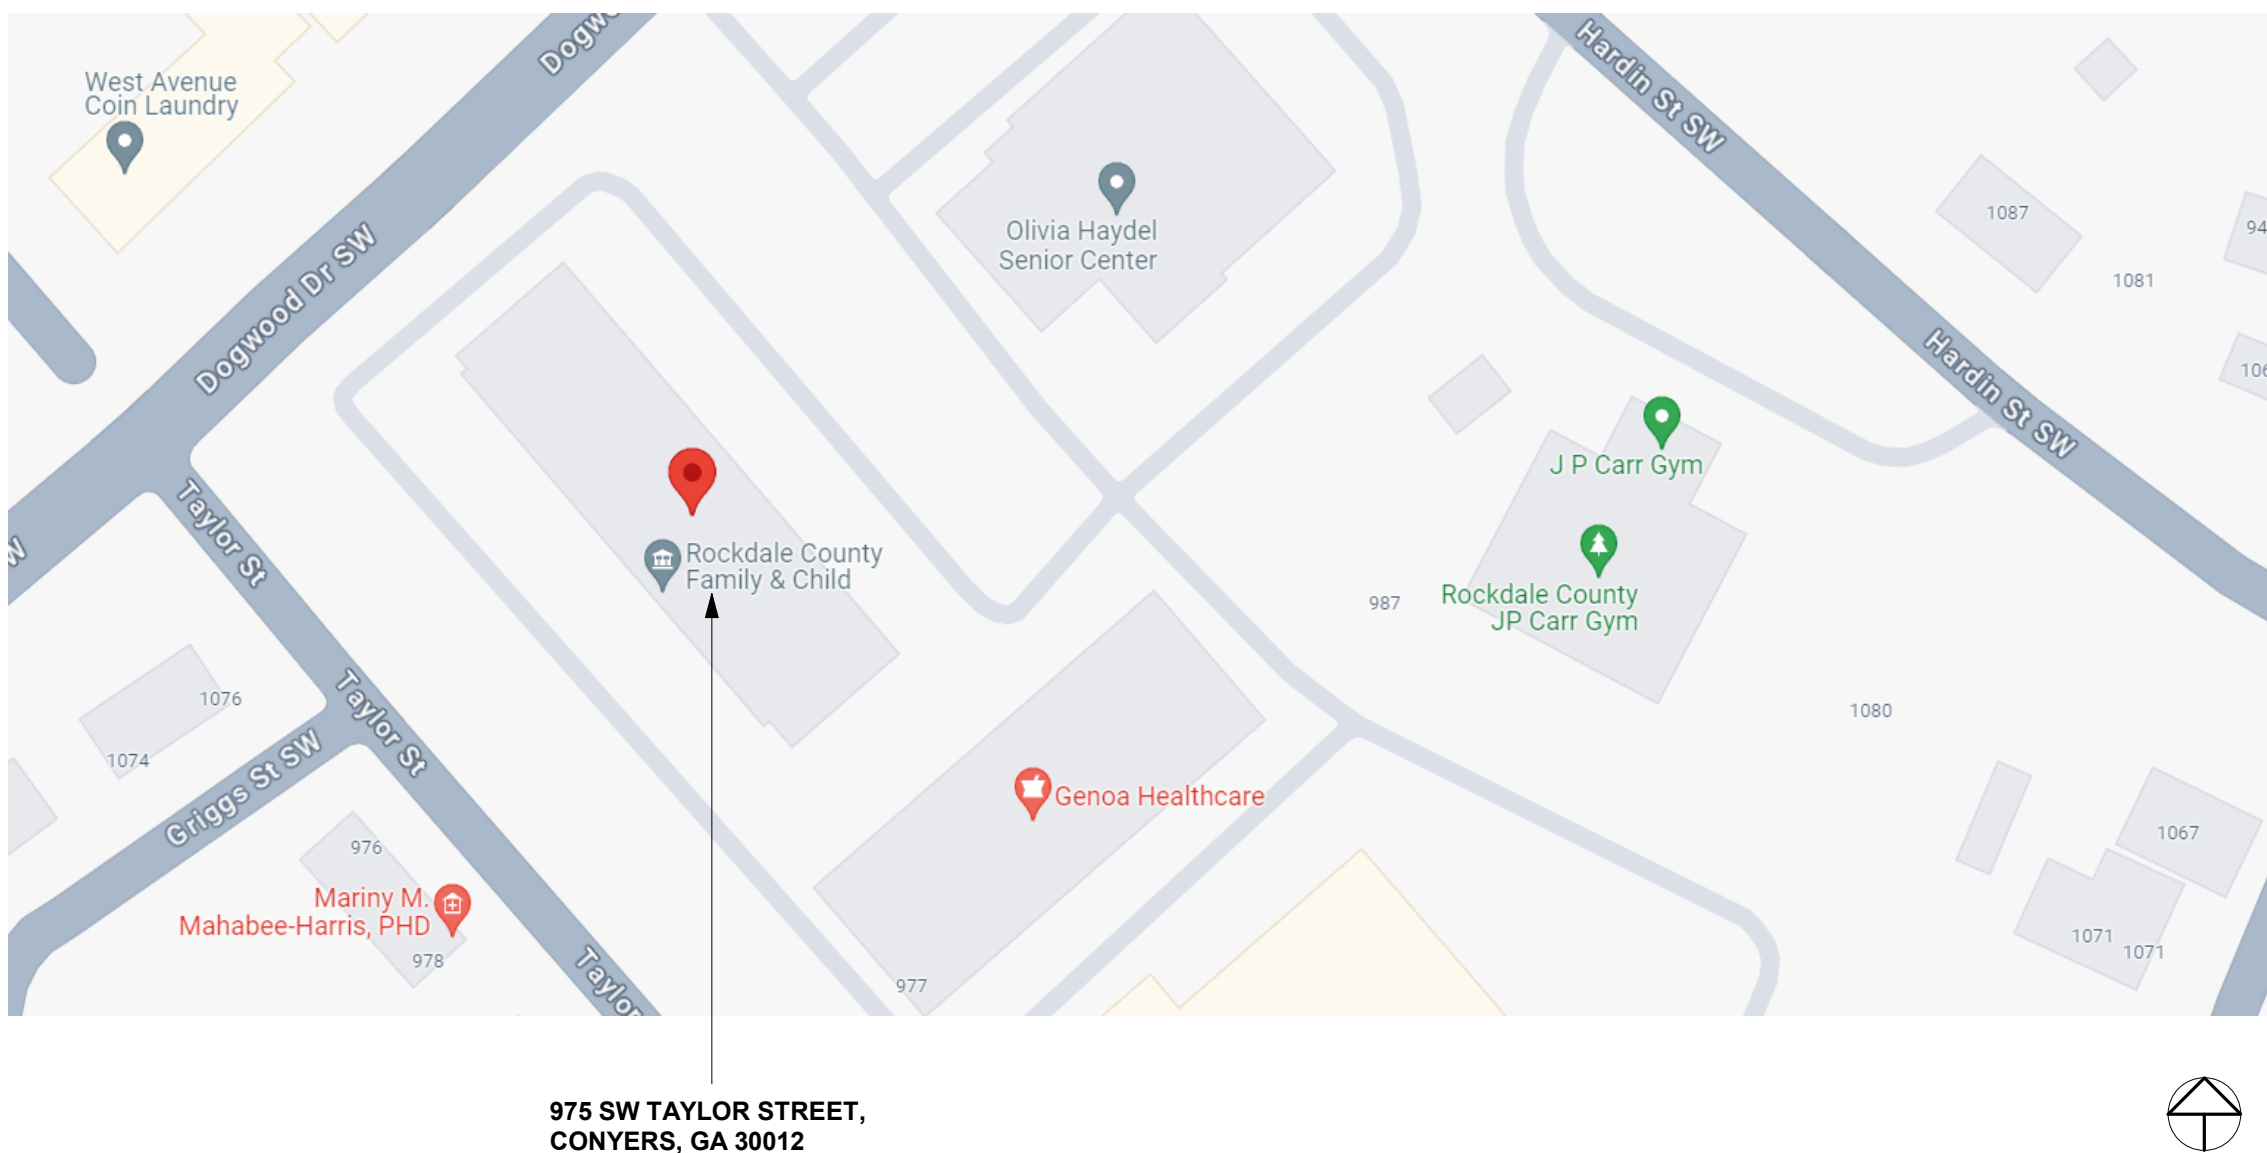 Dogwo
Hardin St SW
West Avenue
Coin Laundry
Olivia Haydel
Senior Center
1087
94
1081
Dogwood Dr SW
Hardin St SW
106
J P Carr Gym
W
Taylor St
Rockdale County
Family & Child
987
Rockdale County
JP Carr Gym
1076
1074
Taylor St
Griggs St SW
1080
Genoa Healthcare
1067
976
Mariny M.
Mahabee-Harris, PHD
978
977
1071
1071
Taylor
975 SW TAYLOR STREET,
CONYERS, GA 30012